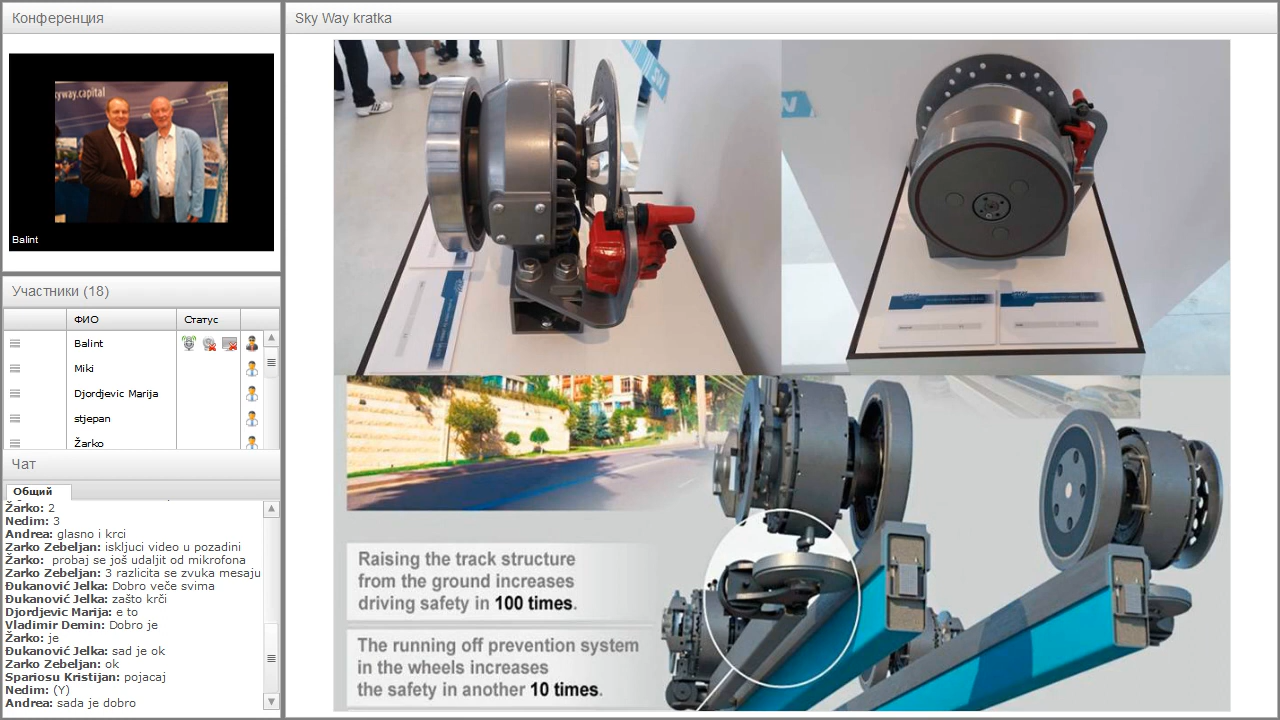 Конференция
Sky Way kratka
kyway.capital
Balint
Участники (18)
ФИО
Статус
Balint
Miki
Djordjevic Marija
stjepan
Žarko
Чат
Общий
Žarko: 2
Nedim: 3
Andrea: glasno i krci
Zarko Zebeljan: iskljuci video u pozadini
Žarko: probaj se još udaljit od mikrofona
Zarko Zebeljan: 3 razlicita se zvuka mesaju
Đukanović Jelka: Dobro veče svima
Đukanović Jelka: zašto krči
Djordjevic Marija: e to
Vladimir Demin: Dobro je
Žarko: je
Đukanović Jelka: sad je ok
Zarko Zebeljan: ok
Spariosu Kristijan: pojacaj
Nedim: (Y)
Andrea: sada je dobro
Raising the track structure
from the ground increases
driving safety in 100 times.
The running off prevention system
in the wheels increases
the safety in another 10 times.